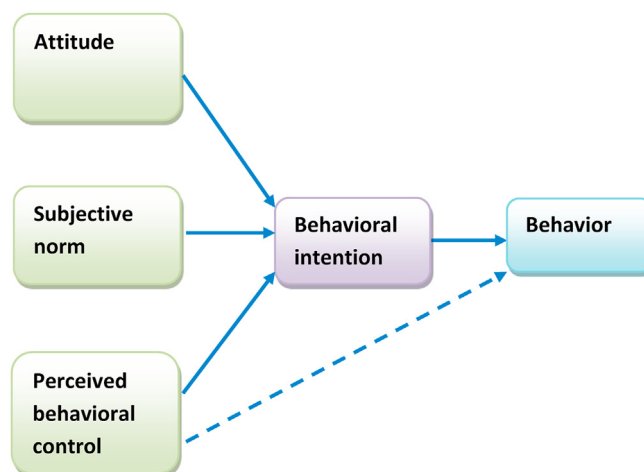 Attitude
Subjective
norm
Perceived
behavioral
control
Behavioral
intention
Behavior